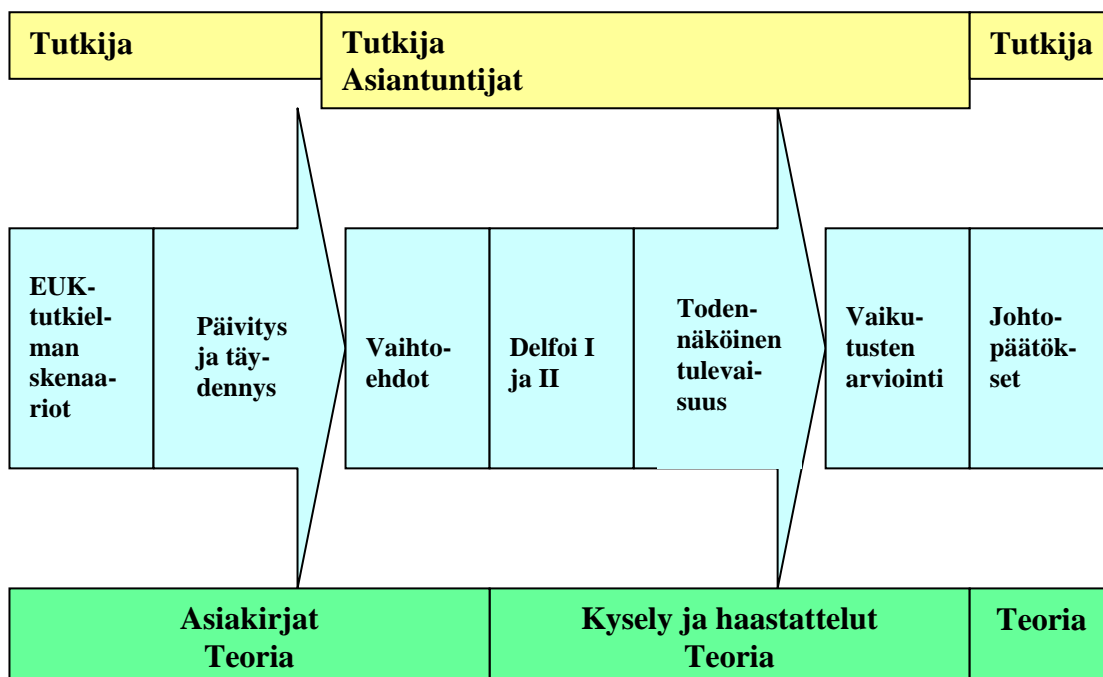 Tutkija
Tutkija
Asiantuntijat
Tutkija
EUK-
tutkiel-
man
skenaa-
riot
Päivitys
ja täy-
dennys
Vaihto-
ehdot
Delfoi I
ja II
Toden-
näköinen
tulevai-
suus
Vaiku-
tusten
arviointi
Johto-
päätök-
set
Asiakirjat
Teoria
Kysely ja haastattelut
Teoria
Teoria